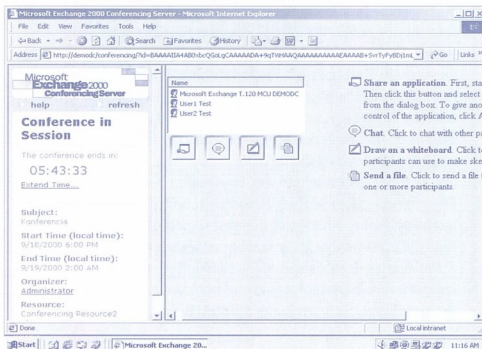 Microsoft Exchange 2000 Conferencing Server - Microsoft Internet Explorer
File Edit View Favorites Tools Help
Back Search Favorites History
Address Go Links
Microsoft
Exchange 2000
Conferencing Server
help refresh
Conference in
Session
The conference ends in:
05:43:33
Extend Time...
Subject:
Konferencia
Start Time (local time):
9/18/2000 6:00 PM
End Time (local time):
9/19/2000 2:00 AM
Organizer:
Administrator
Resource:
Conferencing Resource2
Name
Microsoft Exchange T.120 MCU DEMODC
User1 Test
User2 Test
Share an application. First, sta
Then click this button and select
from the dialog box. To give ano
control of the application, click A
Chat. Click to chat with other pa
Draw on a whiteboard. Click to
participants can use to make ske
Send a file. Click to send a file
one or more participants.
Done Local intranet
Start Microsoft Exchange 20... 11:16 AM